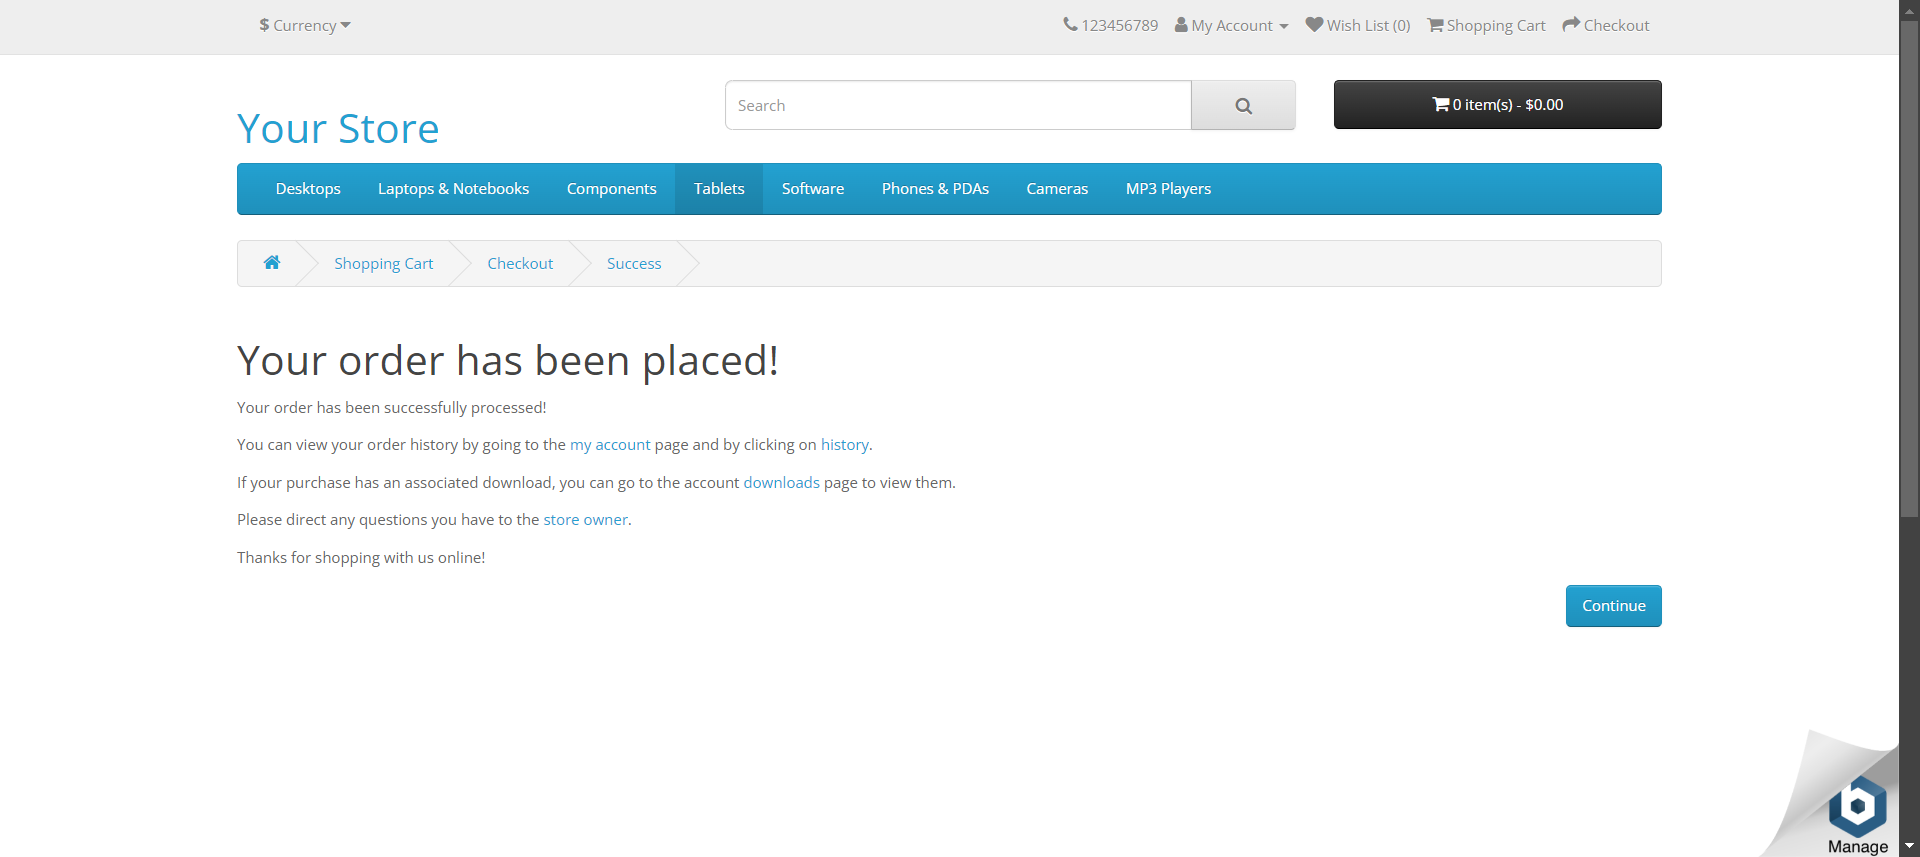 $ Currency
123456789 My Account Wish List (0) Shopping Cart Checkout
Your Store
Search
0 item(s) - $0.00
Desktops Laptops & Notebooks Components Tablets Software Phones & PDAs Cameras MP3 Players
Shopping Cart Checkout Success
Your order has been placed!
Your order has been successfully processed!
You can view your order history by going to the my account page and by clicking on history.
If your purchase has an associated download, you can go to the account downloads page to view them.
Please direct any questions you have to the store owner.
Thanks for shopping with us online!
Continue
Manage